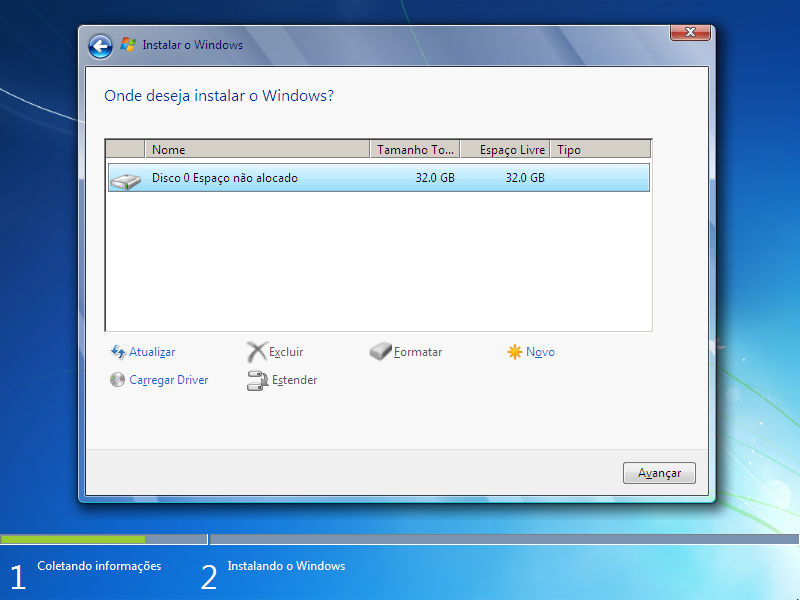 Instalar o Windows
Onde deseja instalar o Windows?
Nome Tamanho To... Espaço Livre Tipo
Disco 0 Espaço não alocado 32.0 GB 32.0 GB
Atualizar Excluir Formatar Novo
Carregar Driver Estender
Avançar
1 Coletando informações 2 Instalando o Windows